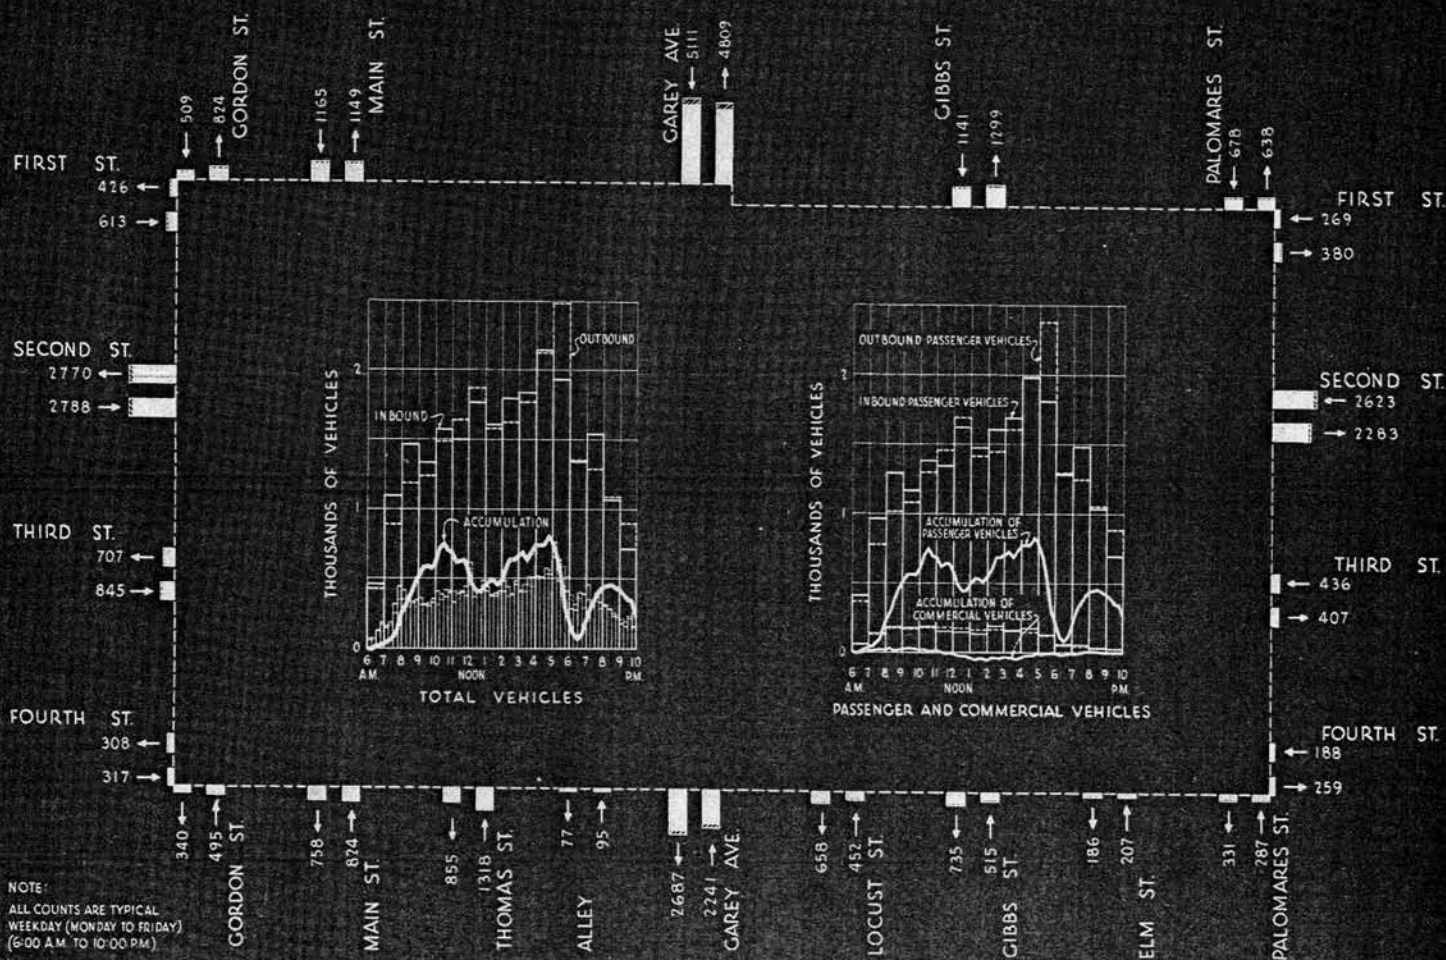 509
824
GORDON ST.
1165
1149
MAIN ST.
GAREY AVE.
5111
4809
GIBBS ST.
1141
1299
PALOMARES ST.
678
638
FIRST ST.
426
613
FIRST ST.
269
380
SECOND ST.
2770
2788
SECOND ST.
2623
2283
THIRD ST.
707
845
THIRD ST.
436
407
FOURTH ST.
308
317
FOURTH ST.
188
259
THOUSANDS OF VEHICLES
2
1
0
OUTBOUND
INBOUND
ACCUMULATION
6 7 8 9 10 11 12 1 2 3 4 5 6 7 8 9 10
A.M. NOON P.M.
TOTAL VEHICLES
THOUSANDS OF VEHICLES
2
1
0
OUTBOUND PASSENGER VEHICLES
INBOUND PASSENGER VEHICLES
ACCUMULATION OF
PASSENGER VEHICLES
ACCUMULATION OF
COMMERCIAL VEHICLES
6 7 8 9 10 11 12 1 2 3 4 5 6 7 8 9 10
A.M. NOON P.M.
PASSENGER AND COMMERCIAL VEHICLES
340
495
GORDON ST.
758
824
MAIN ST.
855
1318
THOMAS ST.
77
95
ALLEY
2687
2241
GAREY AVE.
658
452
LOCUST ST.
735
515
GIBBS ST.
186
207
ELM ST.
331
287
PALOMARES ST.
NOTE:
ALL COUNTS ARE TYPICAL
WEEKDAY (MONDAY TO FRIDAY)
(6:00 A.M. TO 10:00 P.M.)